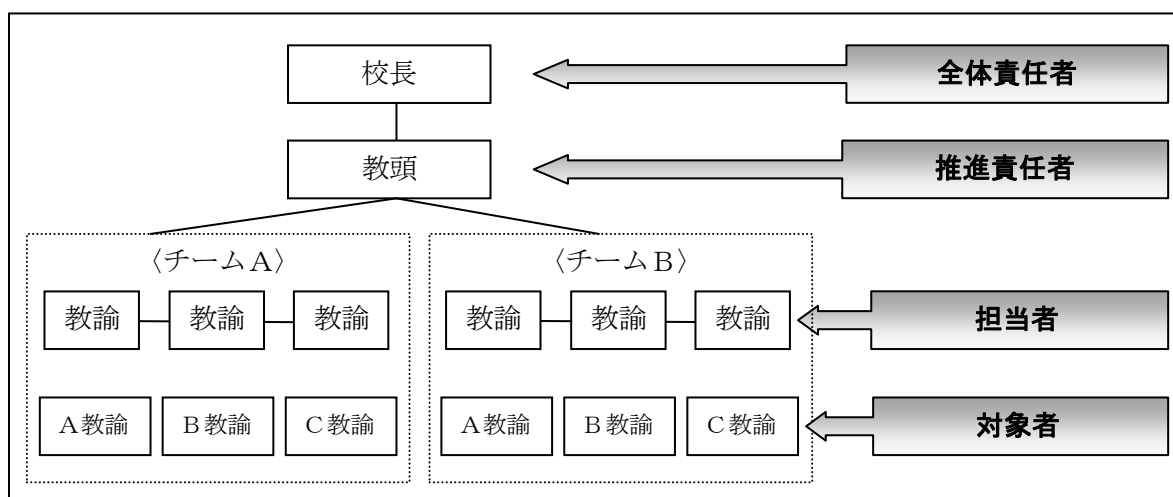 校長
全体責任者
教頭
推進責任者
〈チームA〉
〈チームB〉
教諭 教諭 教諭 教諭 教諭 教諭
担当者
A教諭 B教諭 C教諭 A教諭 B教諭 C教諭
対象者